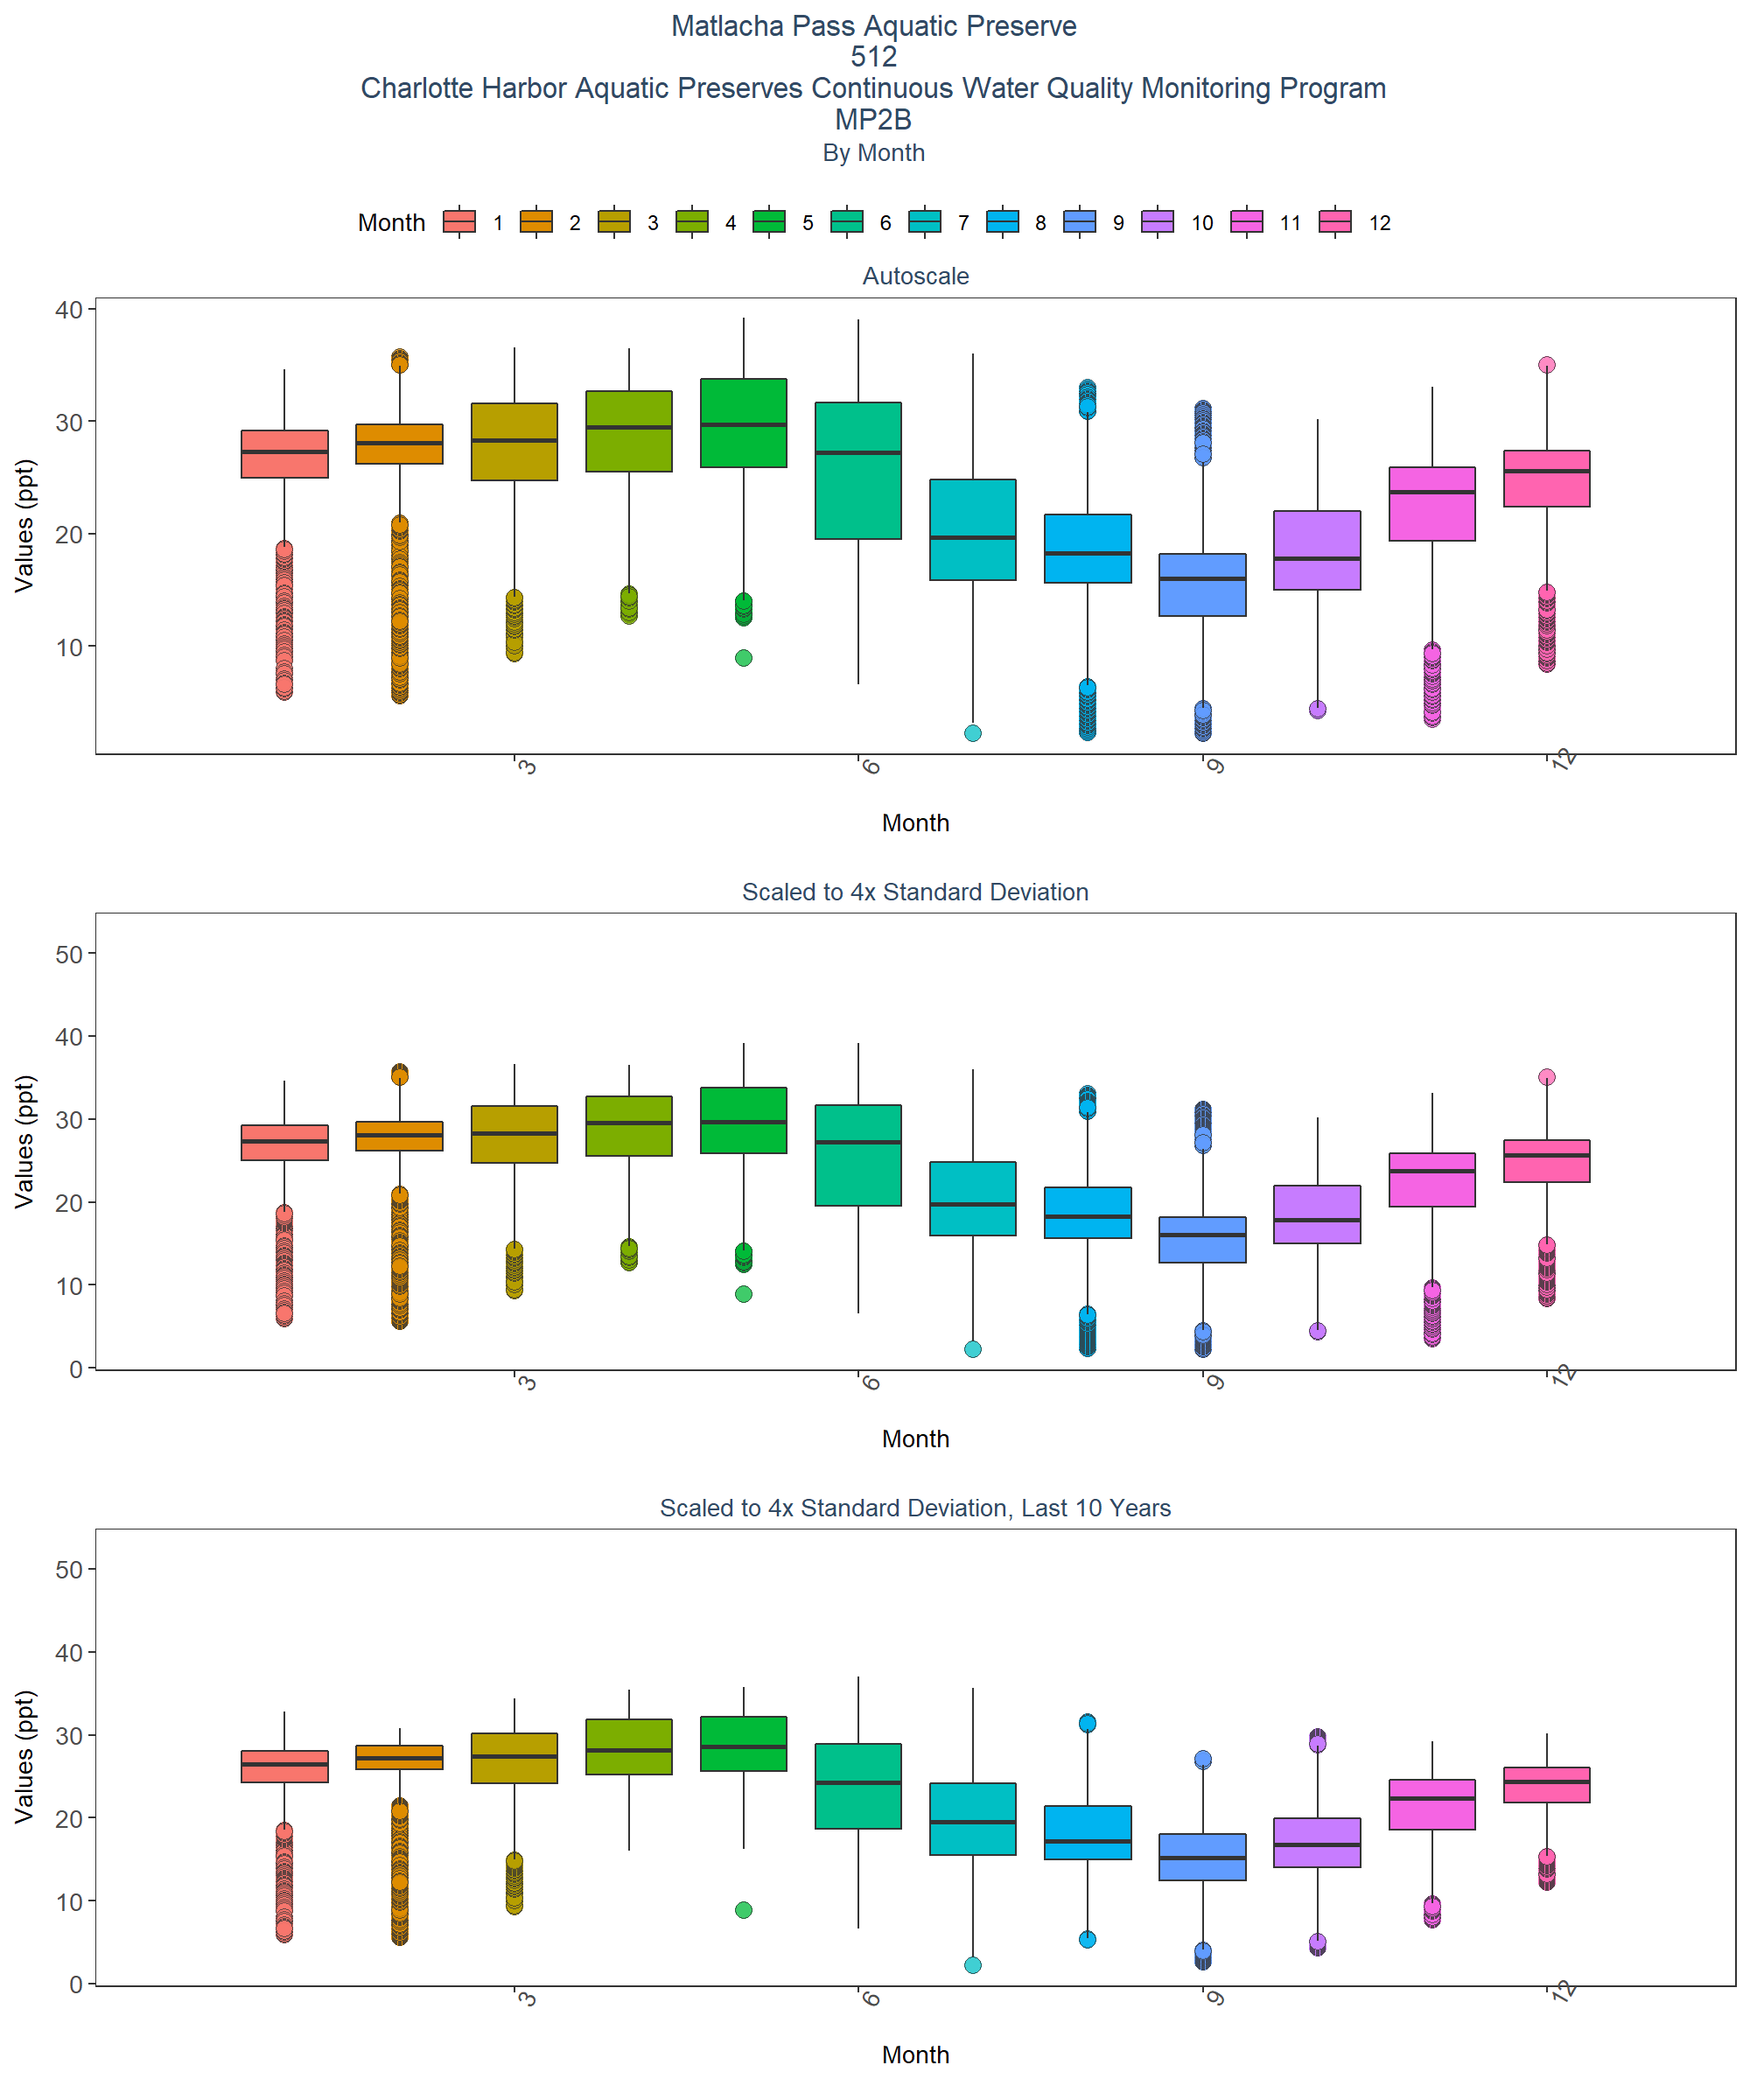 Matlacha Pass Aquatic Preserve
512
Charlotte Harbor Aquatic Preserves Continuous Water Quality Monitoring Program
MP2B
By Month
Month 1 2 3 4 5 6 7 8 9 10 11 12
Autoscale
Values (ppt)
40
30
20
10
3 6 9 12
Month
Scaled to 4x Standard Deviation
Values (ppt)
50
40
30
20
10
0
3 6 9 12
Month
Scaled to 4x Standard Deviation, Last 10 Years
Values (ppt)
50
40
30
20
10
0
3 6 9 12
Month